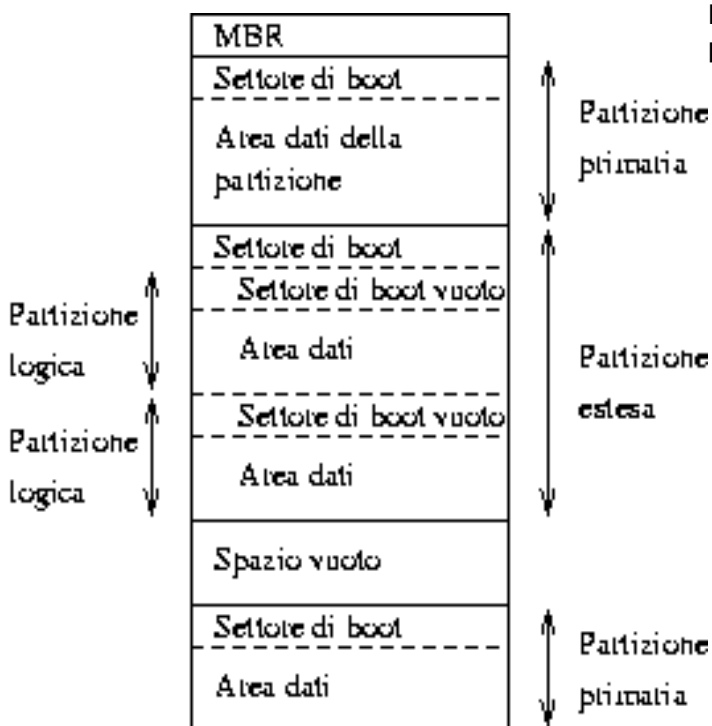 MBR
Settore di boot
Area dati della
partizione
Partizione
primaria
Settore di boot
Settore di boot vuoto
Area dati
Partizione
logica
Settore di boot vuoto
Area dati
Partizione
logica
Partizione
estesa
Spazio vuoto
Settore di boot
Area dati
Partizione
primaria